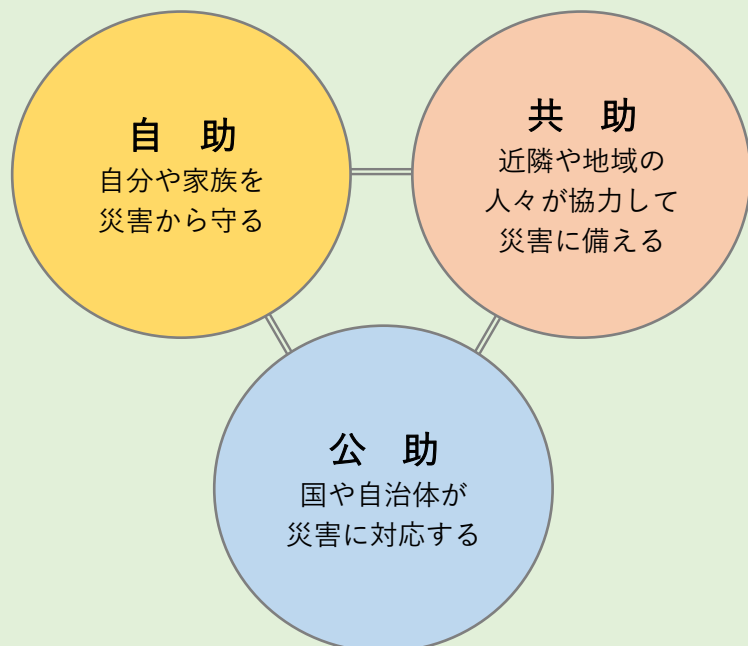 自　助
自分や家族を
災害から守る
共　助
近隣や地域の
人々が協力して
災害に備える
公　助
国や自治体が
災害に対応する